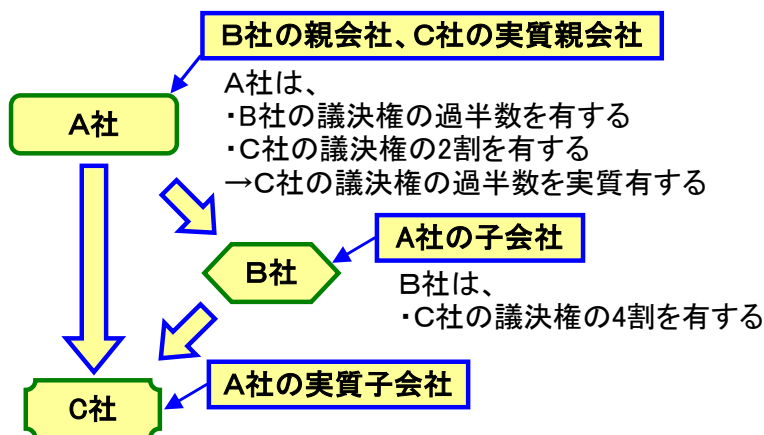 B社の親会社、C社の実質親会社
A社は、
・B社の議決権の過半数を有する
・C社の議決権の2割を有する
→C社の議決権の過半数を実質有する
A社
A社の子会社
B社
B社は、
・C社の議決権の4割を有する
A社の実質子会社
C社